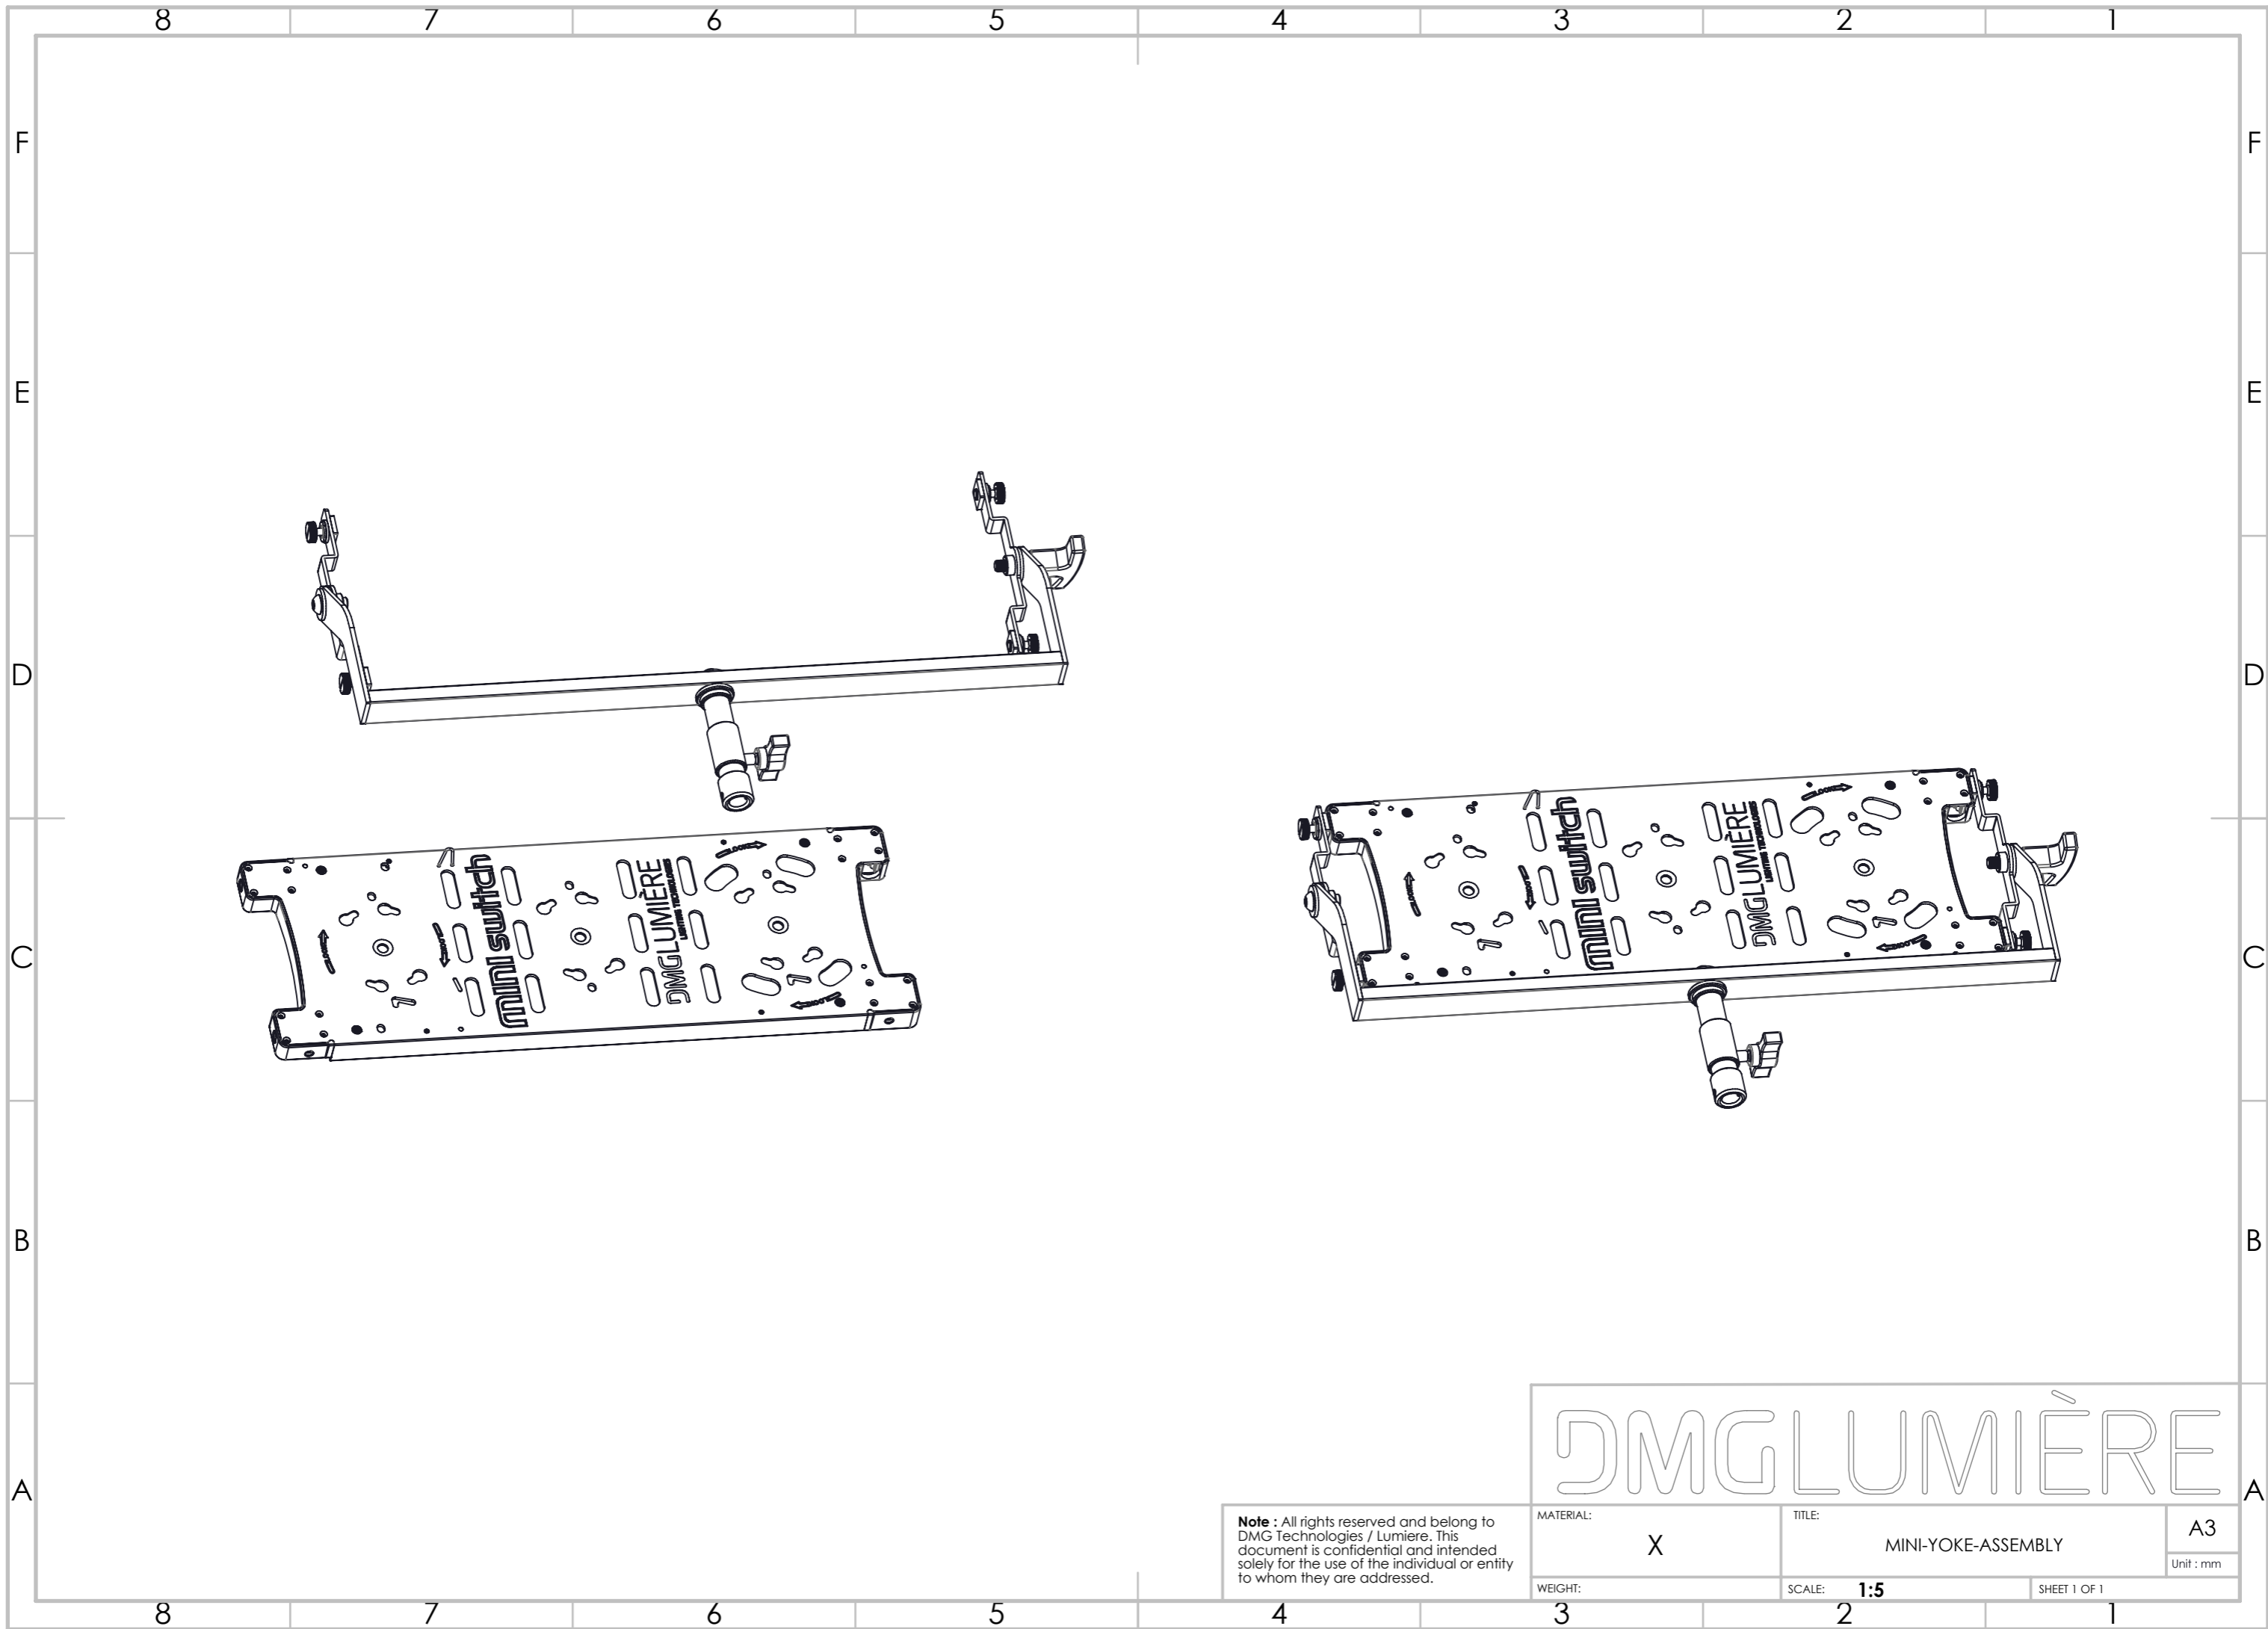 8 7 6 5 4 3 2 1
F F
E E
D D
mini switch
DMGLUMIÈRE
LIGHTING TECHNOLOGIES
mini switch
DMGLUMIÈRE
LIGHTING TECHNOLOGIES
C C
B B
A A
DMGLUMIÈRE
Note : All rights reserved and belong to
DMG Technologies / Lumiere. This
document is confidential and intended
solely for the use of the individual or entity
to whom they are addressed.
MATERIAL:
X
TITLE:
MINI-YOKE-ASSEMBLY
A3
Unit : mm
WEIGHT:
SCALE: 1:5
SHEET 1 OF 1
8 7 6 5 4 3 2 1